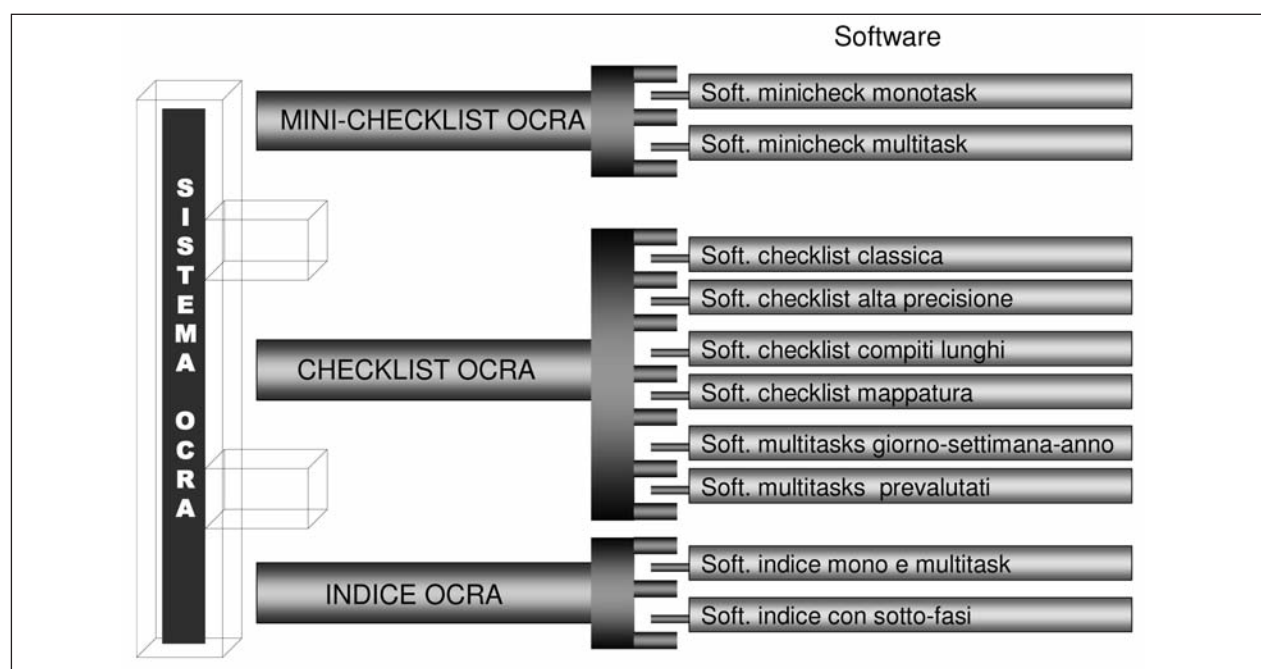 Software
SISTEMA OCRA
MINI-CHECKLIST OCRA
Soft. minicheck monotask
Soft. minicheck multitask
CHECKLIST OCRA
Soft. checklist classica
Soft. checklist alta precisione
Soft. checklist compiti lunghi
Soft. checklist mappatura
Soft. multitasks giorno-settimana-anno
Soft. multitasks prevalutati
INDICE OCRA
Soft. indice mono e multitask
Soft. indice con sotto-fasi